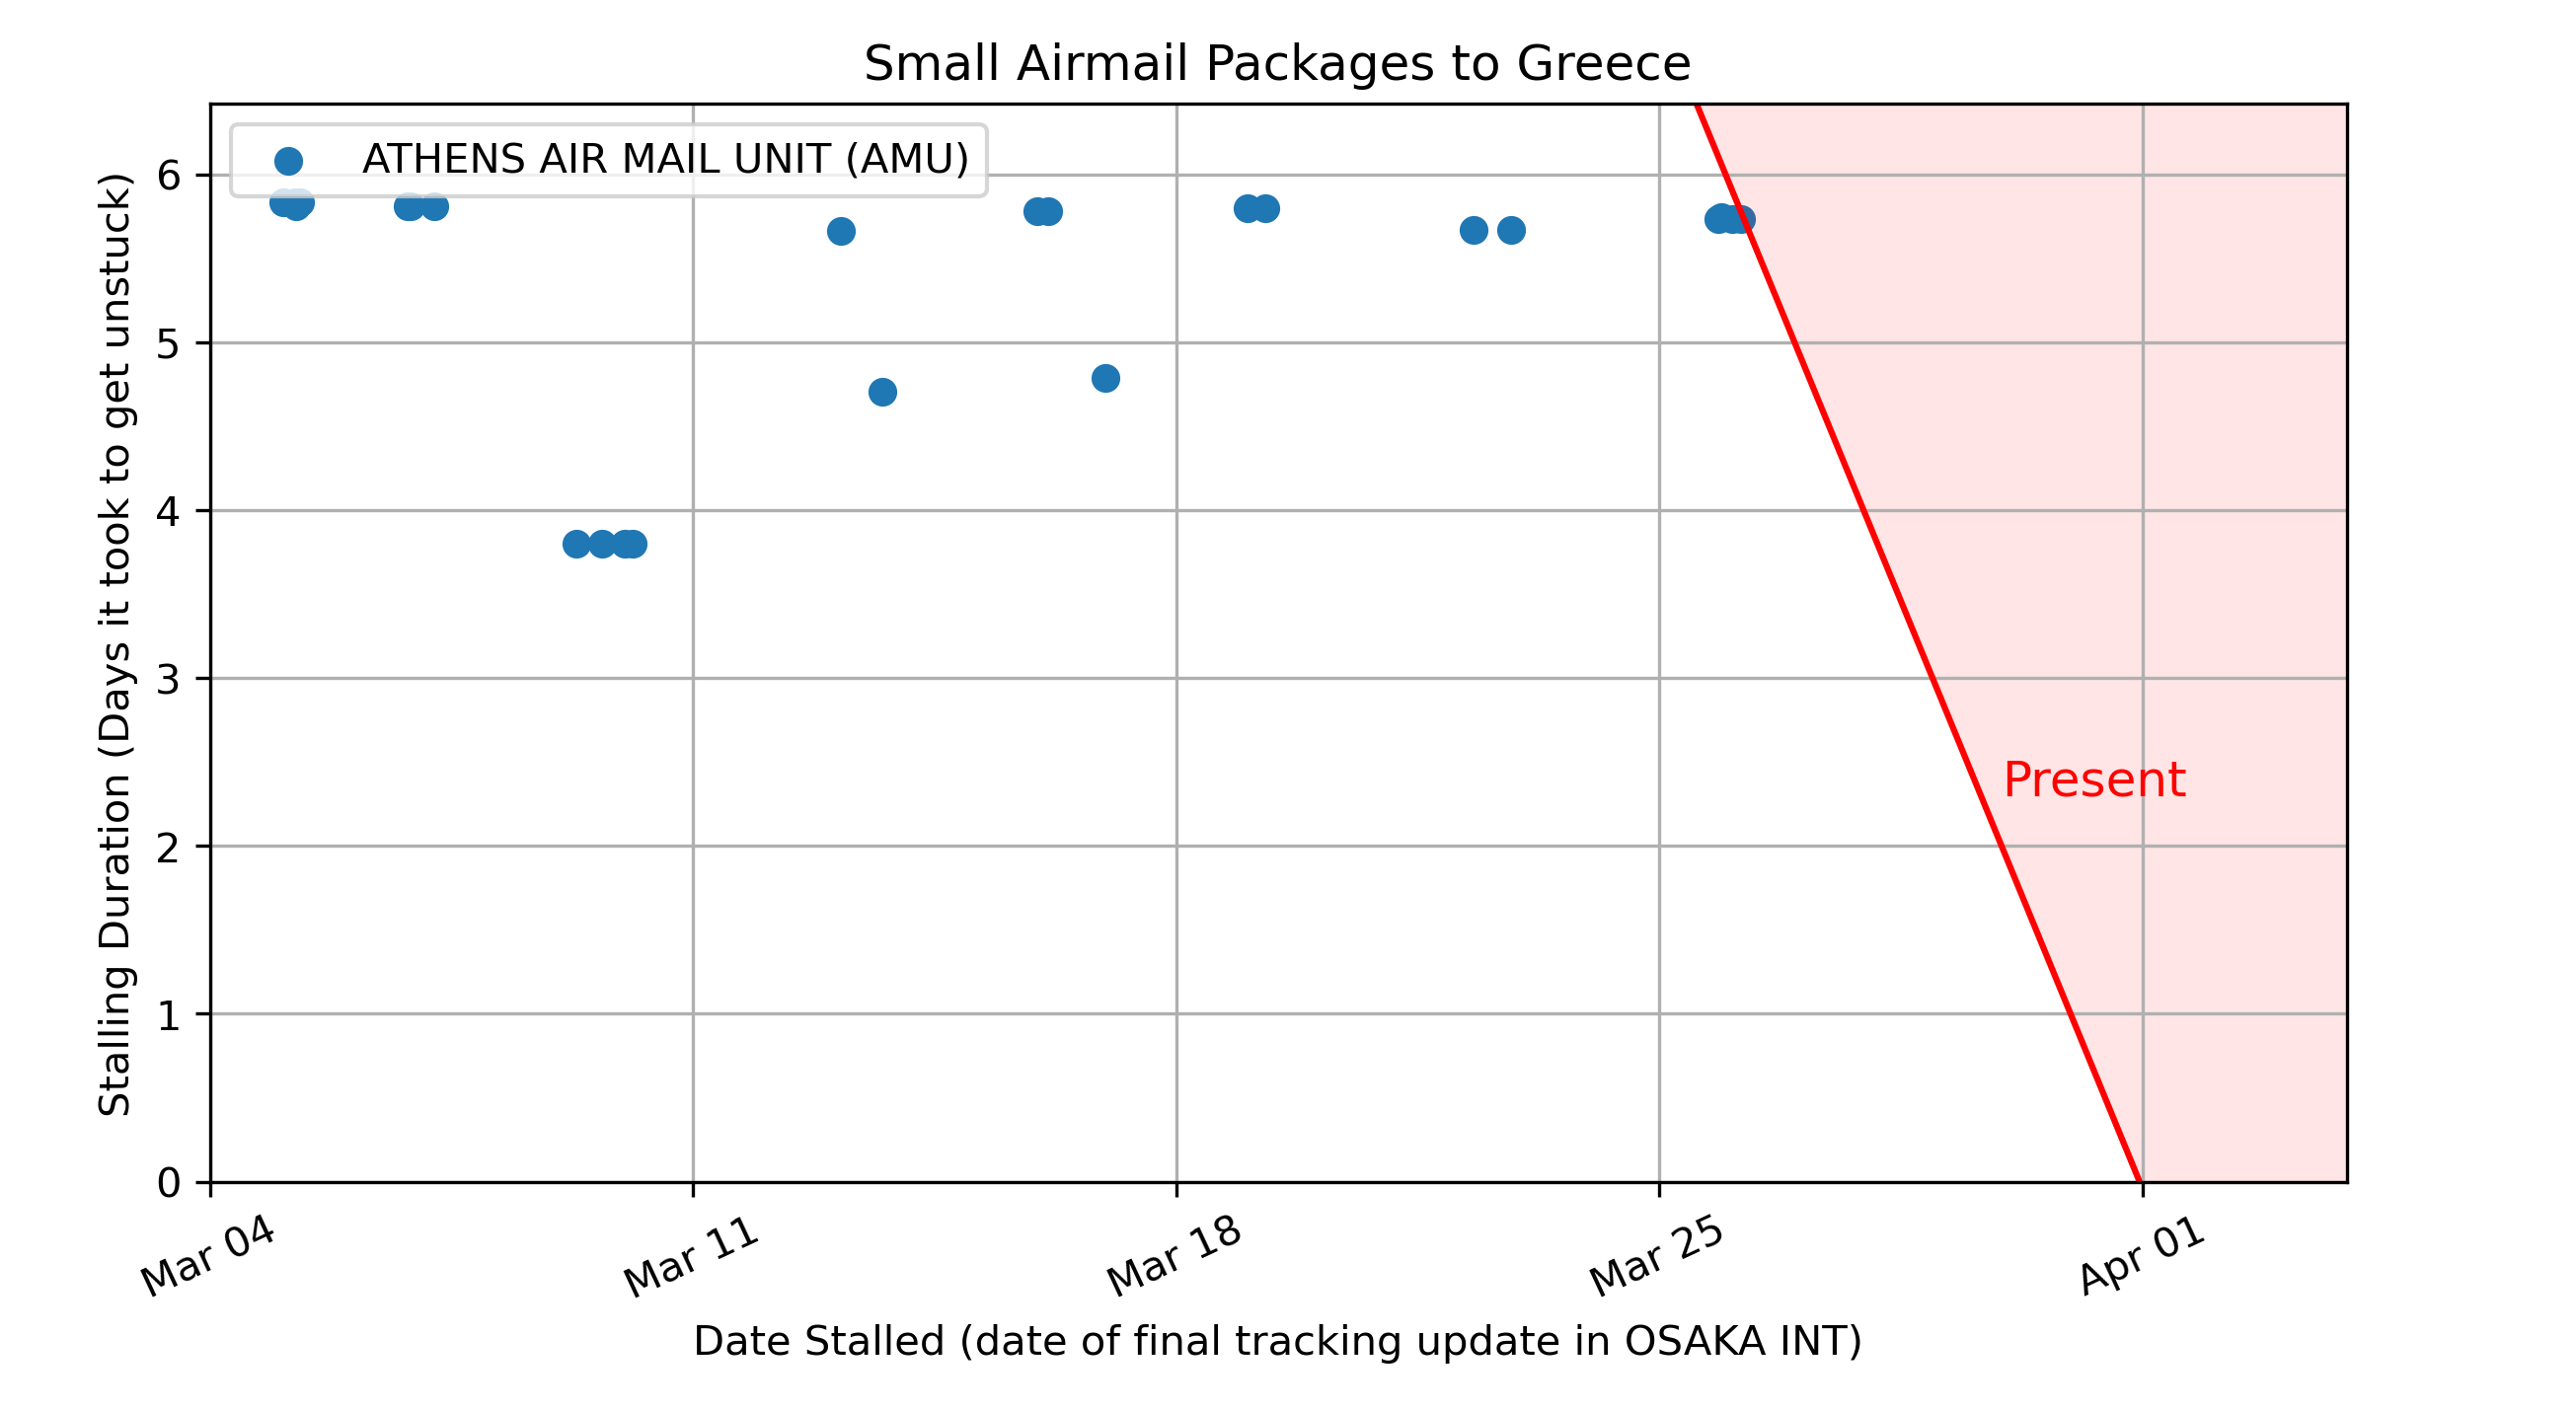 Small Airmail Packages to Greece
ATHENS AIR MAIL UNIT (AMU)
Stalling Duration (Days it took to get unstuck)
6
5
4
3
2
1
0
Present
Mar 04
Mar 11
Mar 18
Mar 25
Apr 01
Date Stalled (date of final tracking update in OSAKA INT)